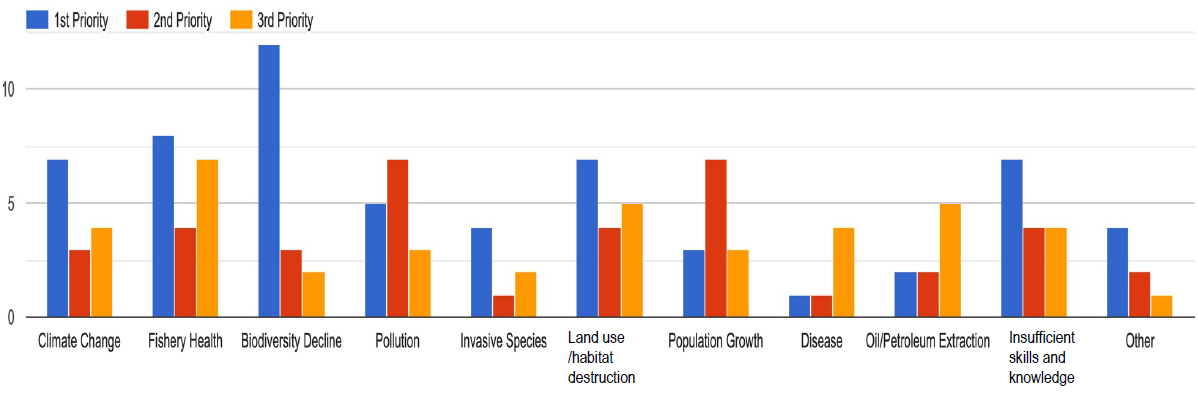 1st Priority 2nd Priority 3rd Priority
10
5
0
Climate Change Fishery Health Biodiversity Decline Pollution Invasive Species Land use Population Growth Disease Oil/Petroleum Extraction Insufficient Other
/habitat skills and
destruction knowledge